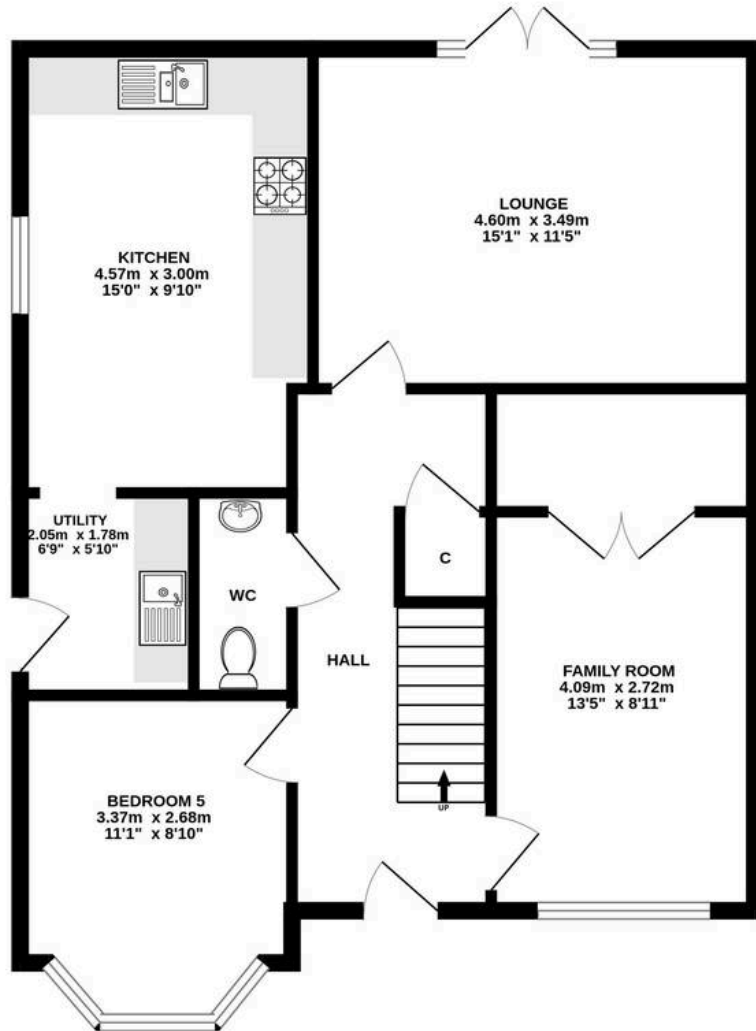 LOUNGE
4.60m x 3.49m
15'1" x 11'5"
KITCHEN
4.57m x 3.00m
15'0" x 9'10"
UTILITY
2.05m x 1.78m
6'9" x 5'10"
WC
C
HALL
FAMILY ROOM
4.09m x 2.72m
13'5" x 8'11"
BEDROOM 5
3.37m x 2.68m
11'1" x 8'10"
UP